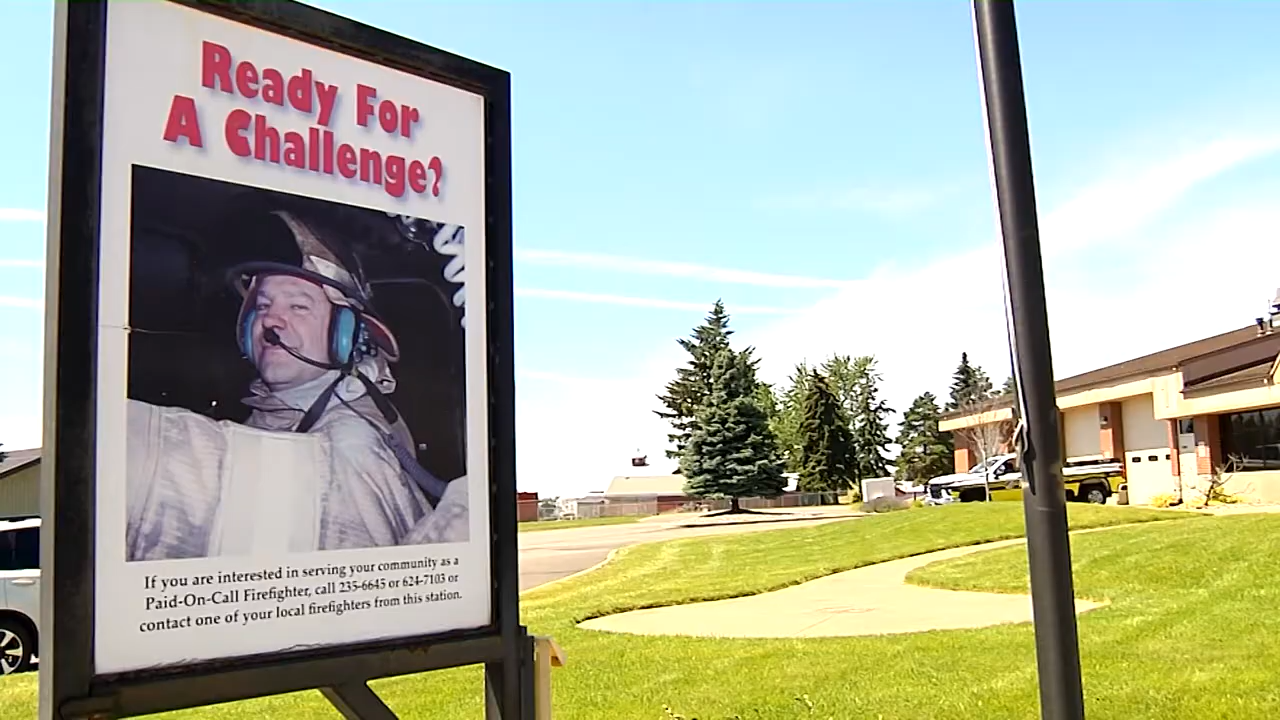 Ready For
A Challenge?
If you are interested in serving your community as a
Paid-On-Call Firefighter, call 235-6645 or 624-7103 or
contact one of your local firefighters from this station.